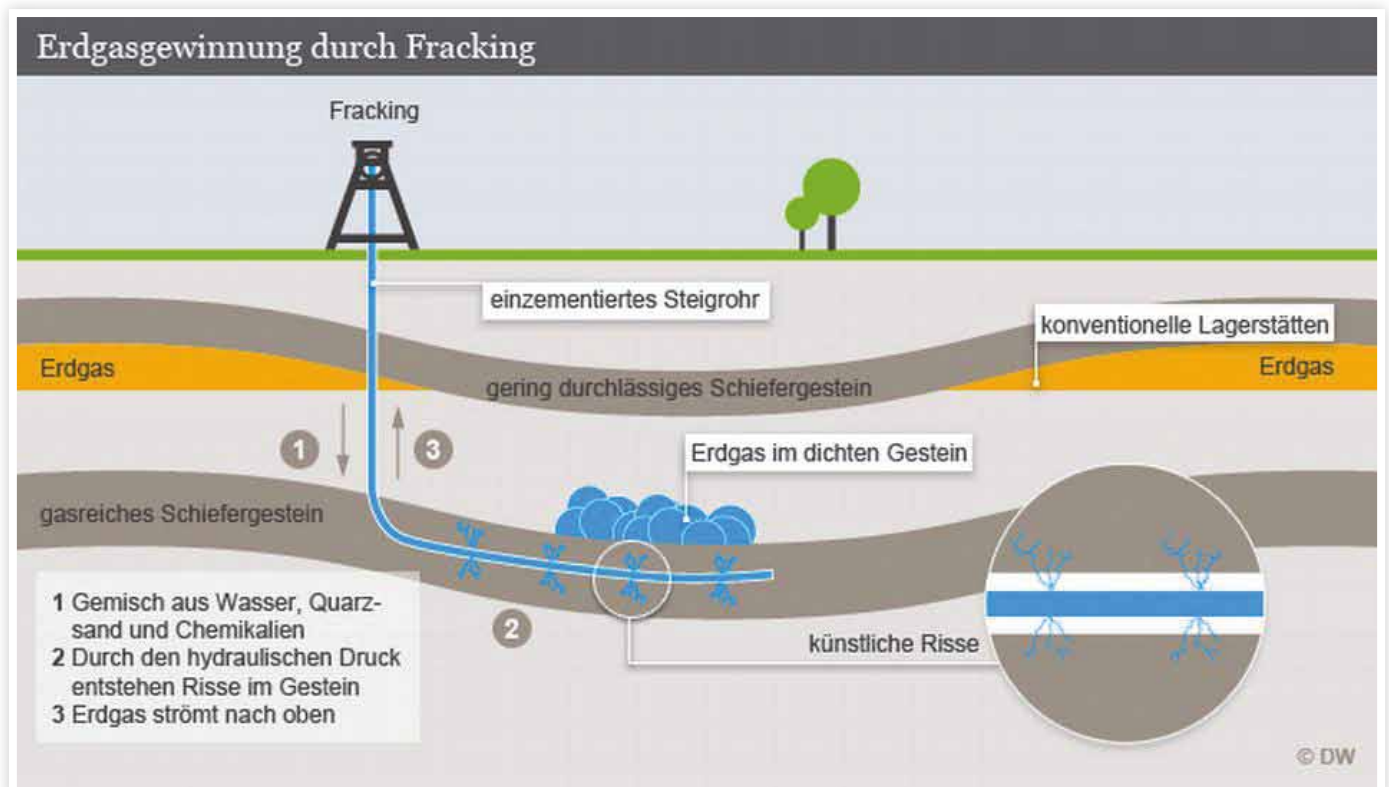 Erdgasgewinnung durch Fracking
Fracking
einzementiertes Steigrohr
konventionelle Lagerstätten
Erdgas
gering durchlässiges Schiefergestein
Erdgas
1
3
Erdgas im dichten Gestein
gasreiches Schiefergestein
1 Gemisch aus Wasser, Quarz-
sand und Chemikalien
2 Durch den hydraulischen Druck
entstehen Risse im Gestein
3 Erdgas strömt nach oben
2
künstliche Risse
© DW